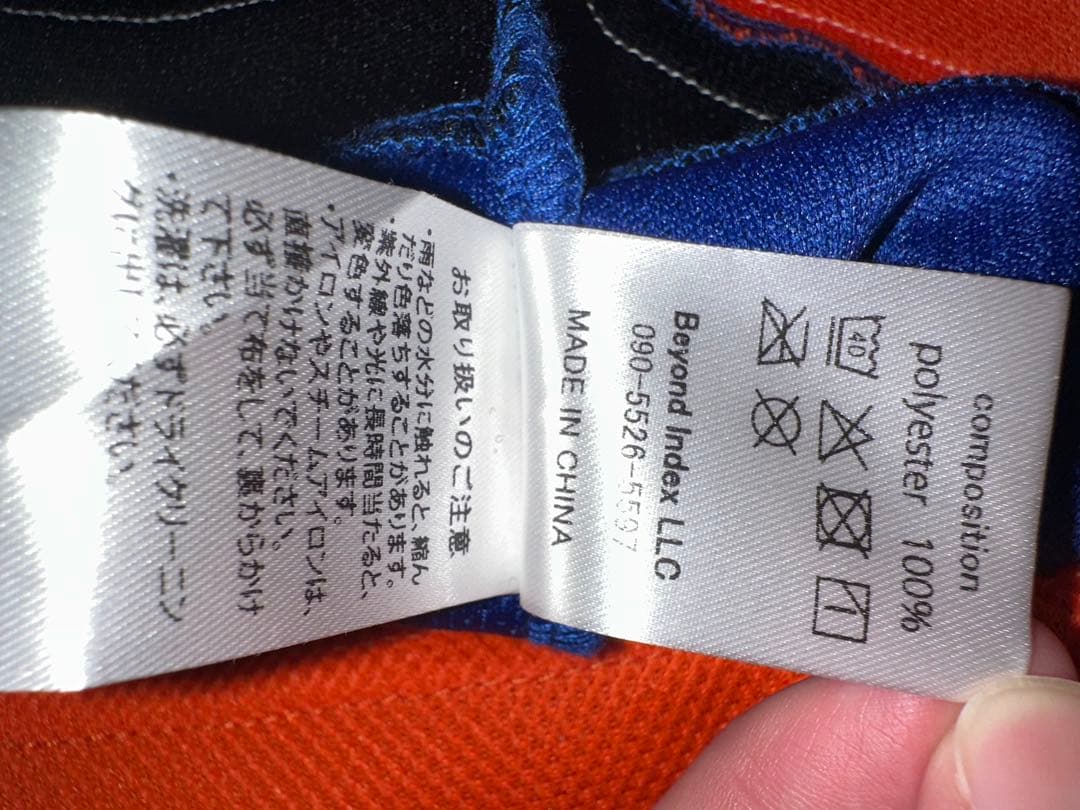 composition
polyester 100%
40
Beyond Index LLC
090-5526-5597
MADE IN CHINA
お取り扱いのご注意
・雨などの水分に触れると、縮ん
だり色落ちすることがあります。
・紫外線や光に長時間当たると、
変色することがあります。
・アイロンやスチームアイロンは、
直接かけないでください。
必ず当て布をして、裏からかけ
て下さい。
・洗濯は、必ずドライクリーニン
ださい